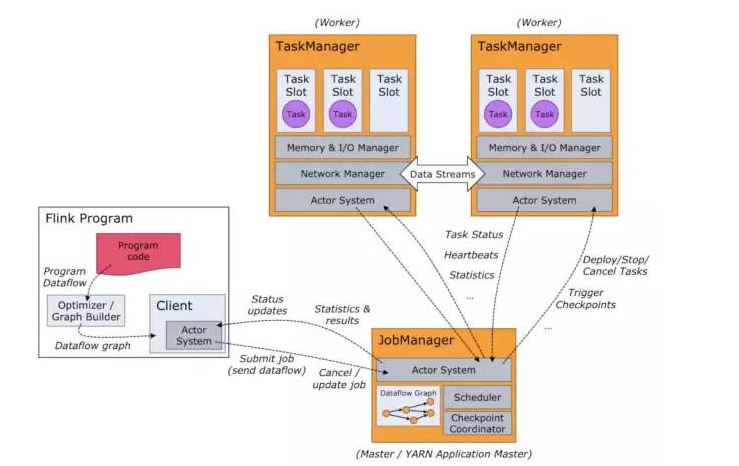 (Worker)
(Worker)
TaskManager
TaskManager
Task
Slot
Task
Task
Slot
Task
Task
Slot
Task
Slot
Task
Task
Slot
Task
Task
Slot
Memory & I/O Manager
Memory & I/O Manager
Network Manager
Data Streams
Network Manager
Actor System
Actor System
Flink Program
Program
code
Program
Dataflow
Optimizer /
Graph Builder
Dataflow graph
Client
Actor
System
Task Status
Heartbeats
Statistics
...
Deploy/Stop/
Cancel Tasks
Trigger
Checkpoints
...
Status
updates
Statistics &
results
Submit job
(send dataflow)
Cancel /
update job
JobManager
Actor System
Dataflow Graph
Scheduler
Checkpoint
Coordinator
(Master / YARN Application Master)